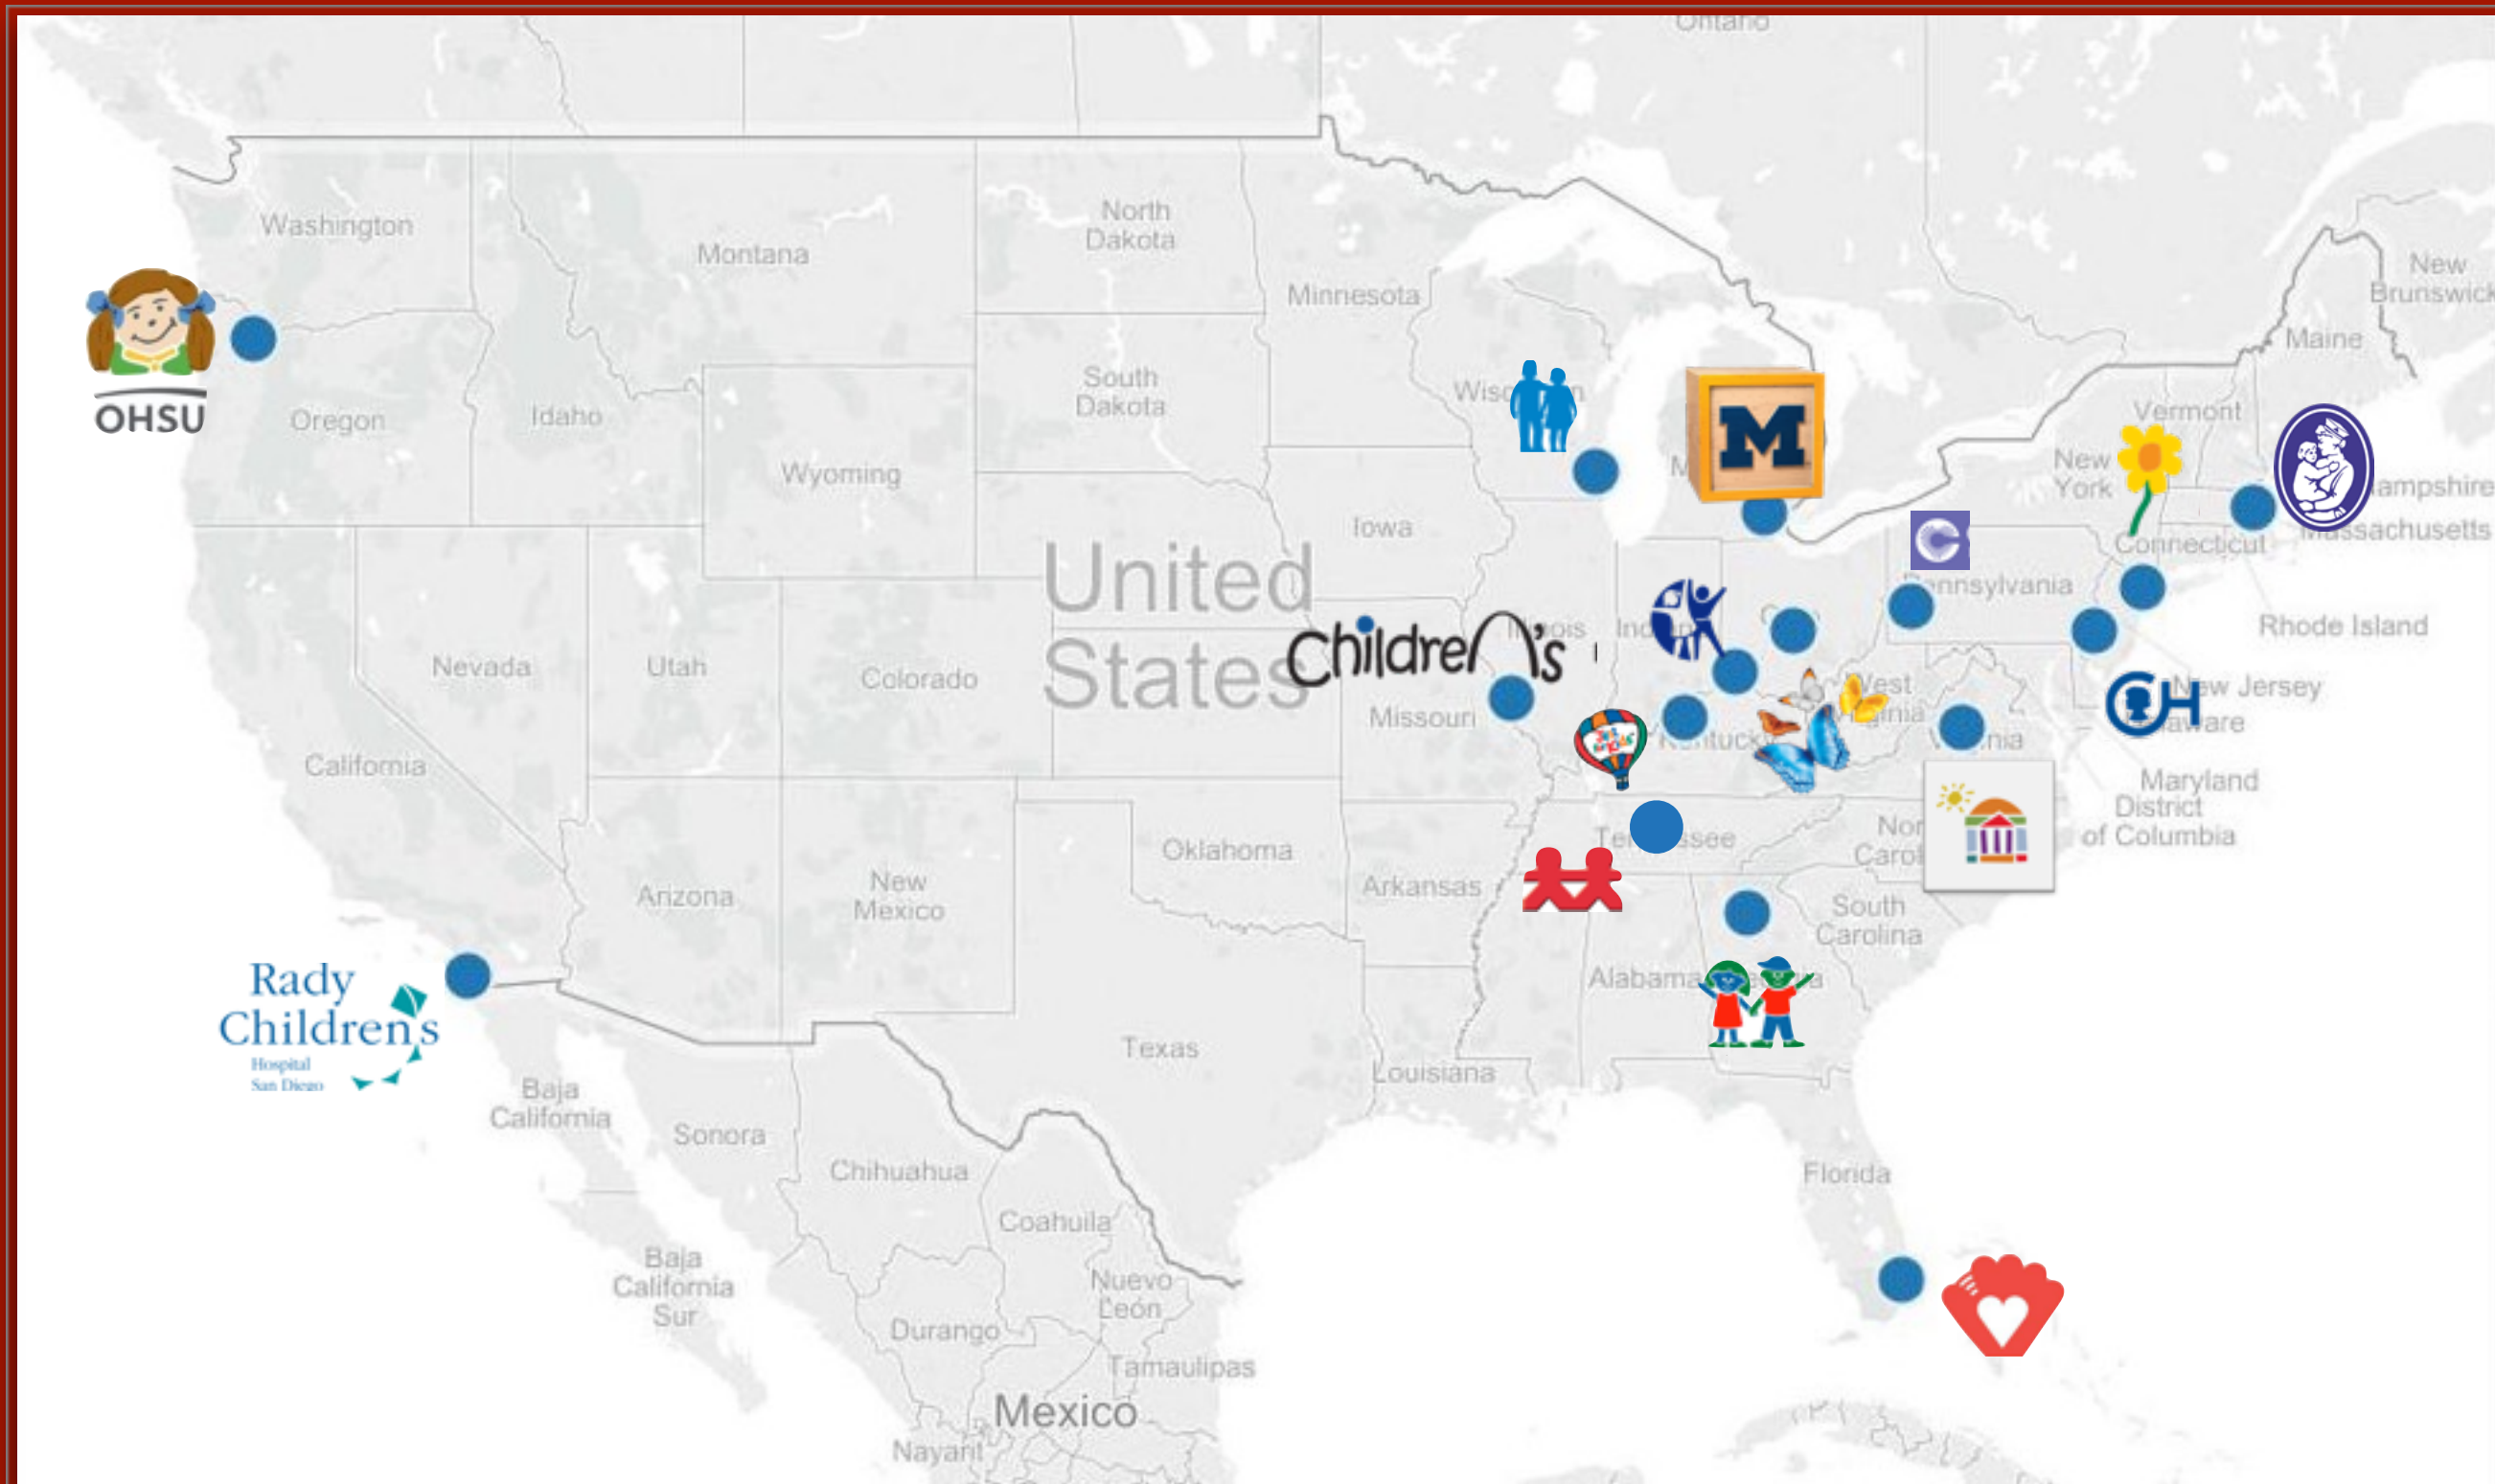 Ontario
Washington
Montana
North
Dakota
Minnesota
New
Brunswick
Maine
OHSU
Oregon
Idaho
South
Dakota
Wyoming
Vermont
New
York
M
Iowa
Connecticut
Rhode Island
United
States
Children's
Nevada
Utah
Colorado
Missouri
West
New Jersey
CH
California
Maryland
District
of Columbia
Oklahoma
Arkansas
Arizona
New
Mexico
South
Carolina
Alabama
Rady
Children's
Hospital
San Diego
Texas
Louisiana
Baja
California
Sonora
Chihuahua
Florida
Coahuila
Baja
California
Sur
Nuevo
León
Durango
Tamaulipas
Mexico
Nayarit